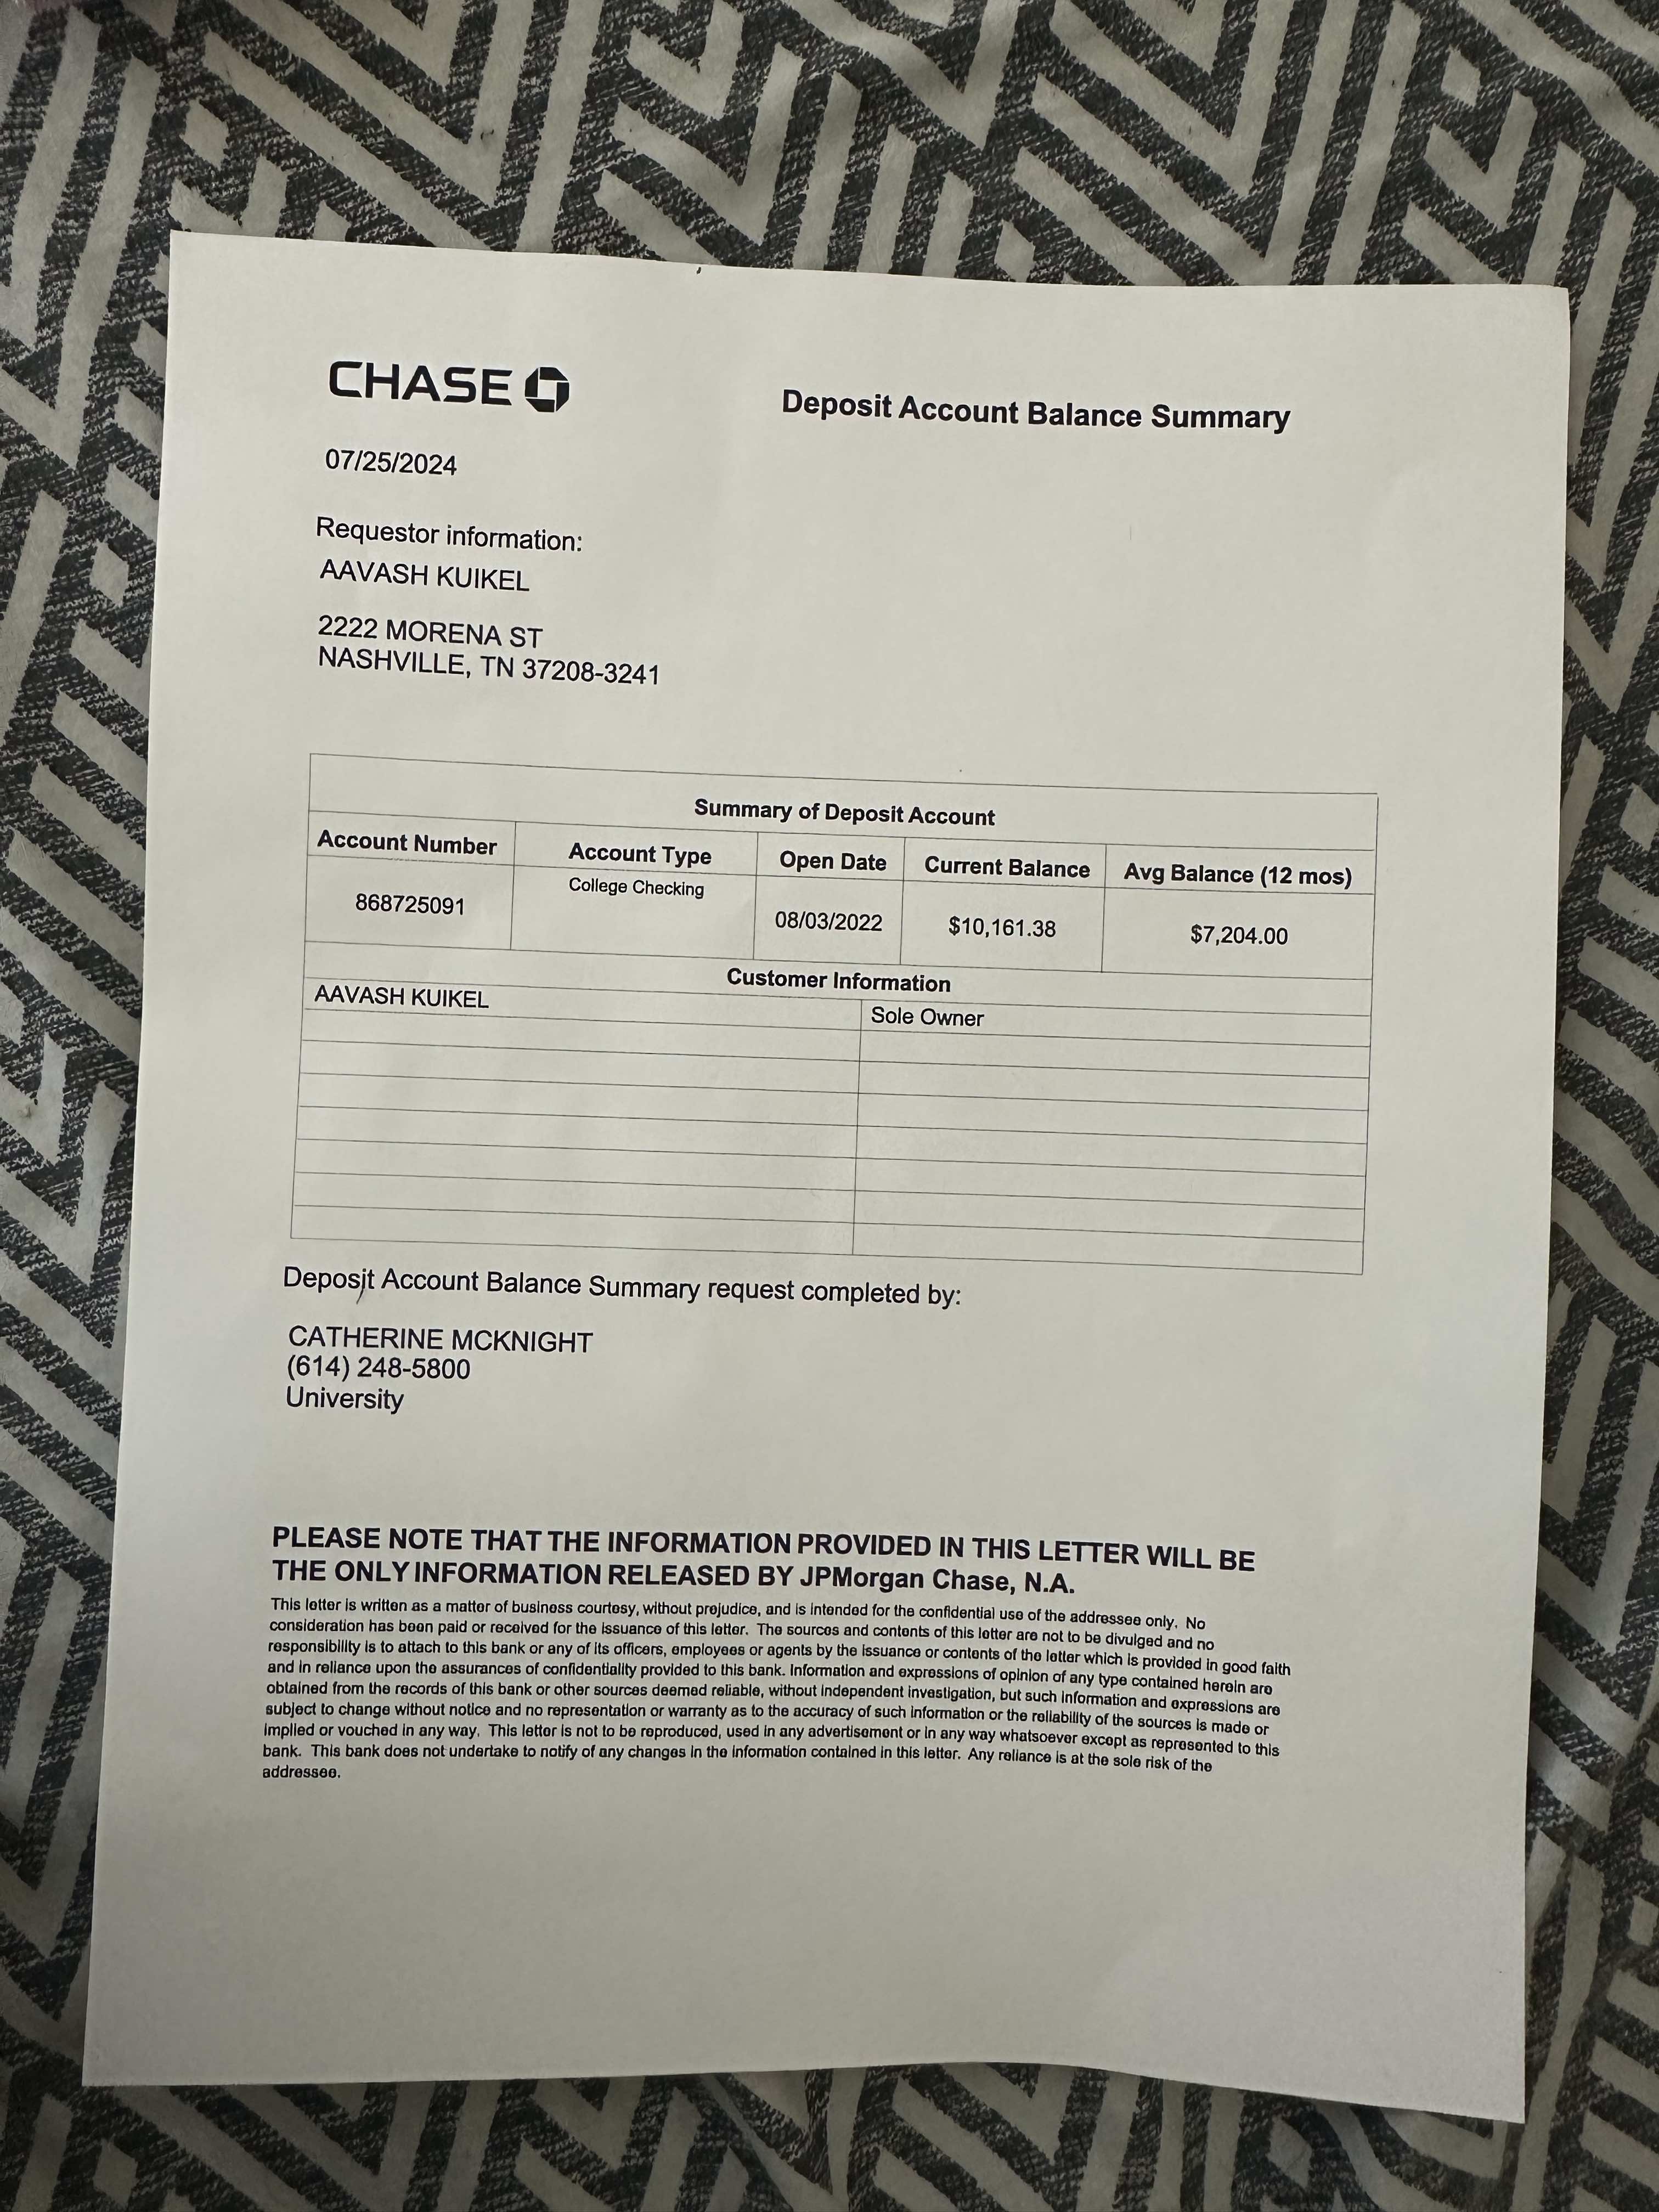 CHASE
Deposit Account Balance Summary
07/25/2024
Requestor information:
AAVASH KUIKEL
2222 MORENA ST
NASHVILLE, TN 37208-3241
Summary of Deposit Account
Account Number Account Type Open Date Current Balance Avg Balance (12 mos)
868725091 College Checking 08/03/2022 $10,161.38 $7,204.00
Customer Information
AAVASH KUIKEL Sole Owner
Deposit Account Balance Summary request completed by:
CATHERINE MCKNIGHT
(614) 248-5800
University
PLEASE NOTE THAT THE INFORMATION PROVIDED IN THIS LETTER WILL BE
THE ONLY INFORMATION RELEASED BY JPMorgan Chase, N.A.
This letter is written as a matter of business courtesy, without prejudice, and is intended for the confidential use of the addressee only. No
consideration has been paid or received for the issuance of this letter. The sources and contents of this letter are not to be divulged and no
responsibility is to attach to this bank or any of its officers, employees or agents by the issuance or contents of the letter which is provided in good faith
and in reliance upon the assurances of confidentiality provided to this bank. Information and expressions of opinion of any type contained herein are
obtained from the records of this bank or other sources deemed reliable, without independent investigation, but such information and expressions are
subject to change without notice and no representation or warranty as to the accuracy of such information or the reliability of the sources is made or
implied or vouched in any way. This letter is not to be reproduced, used in any advertisement or in any way whatsoever except as represented to this
bank. This bank does not undertake to notify of any changes in the information contained in this letter. Any reliance is at the sole risk of the
addressee.